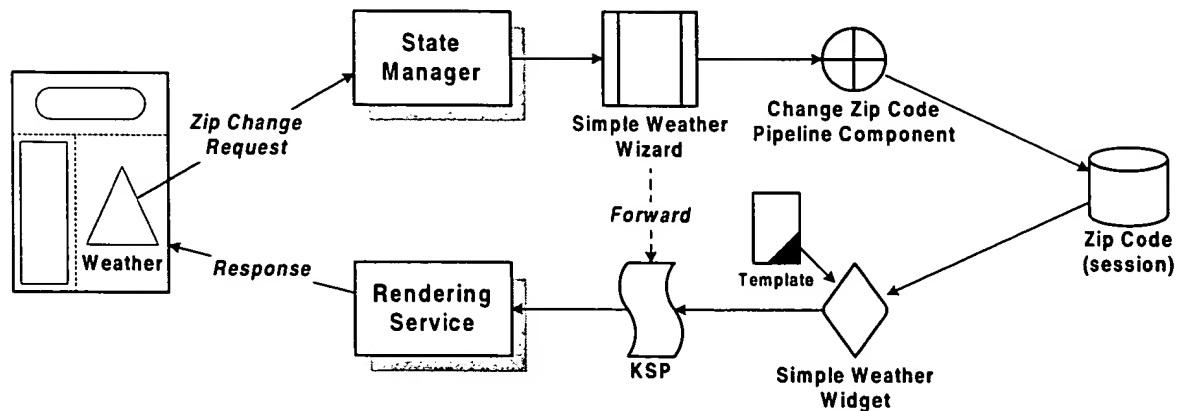 State
Manager
Zip Change
Request
Simple Weather
Wizard
Change Zip Code
Pipeline Component
Weather
Response
Forward
Template
Zip Code
(session)
Rendering
Service
KSP
Simple Weather
Widget